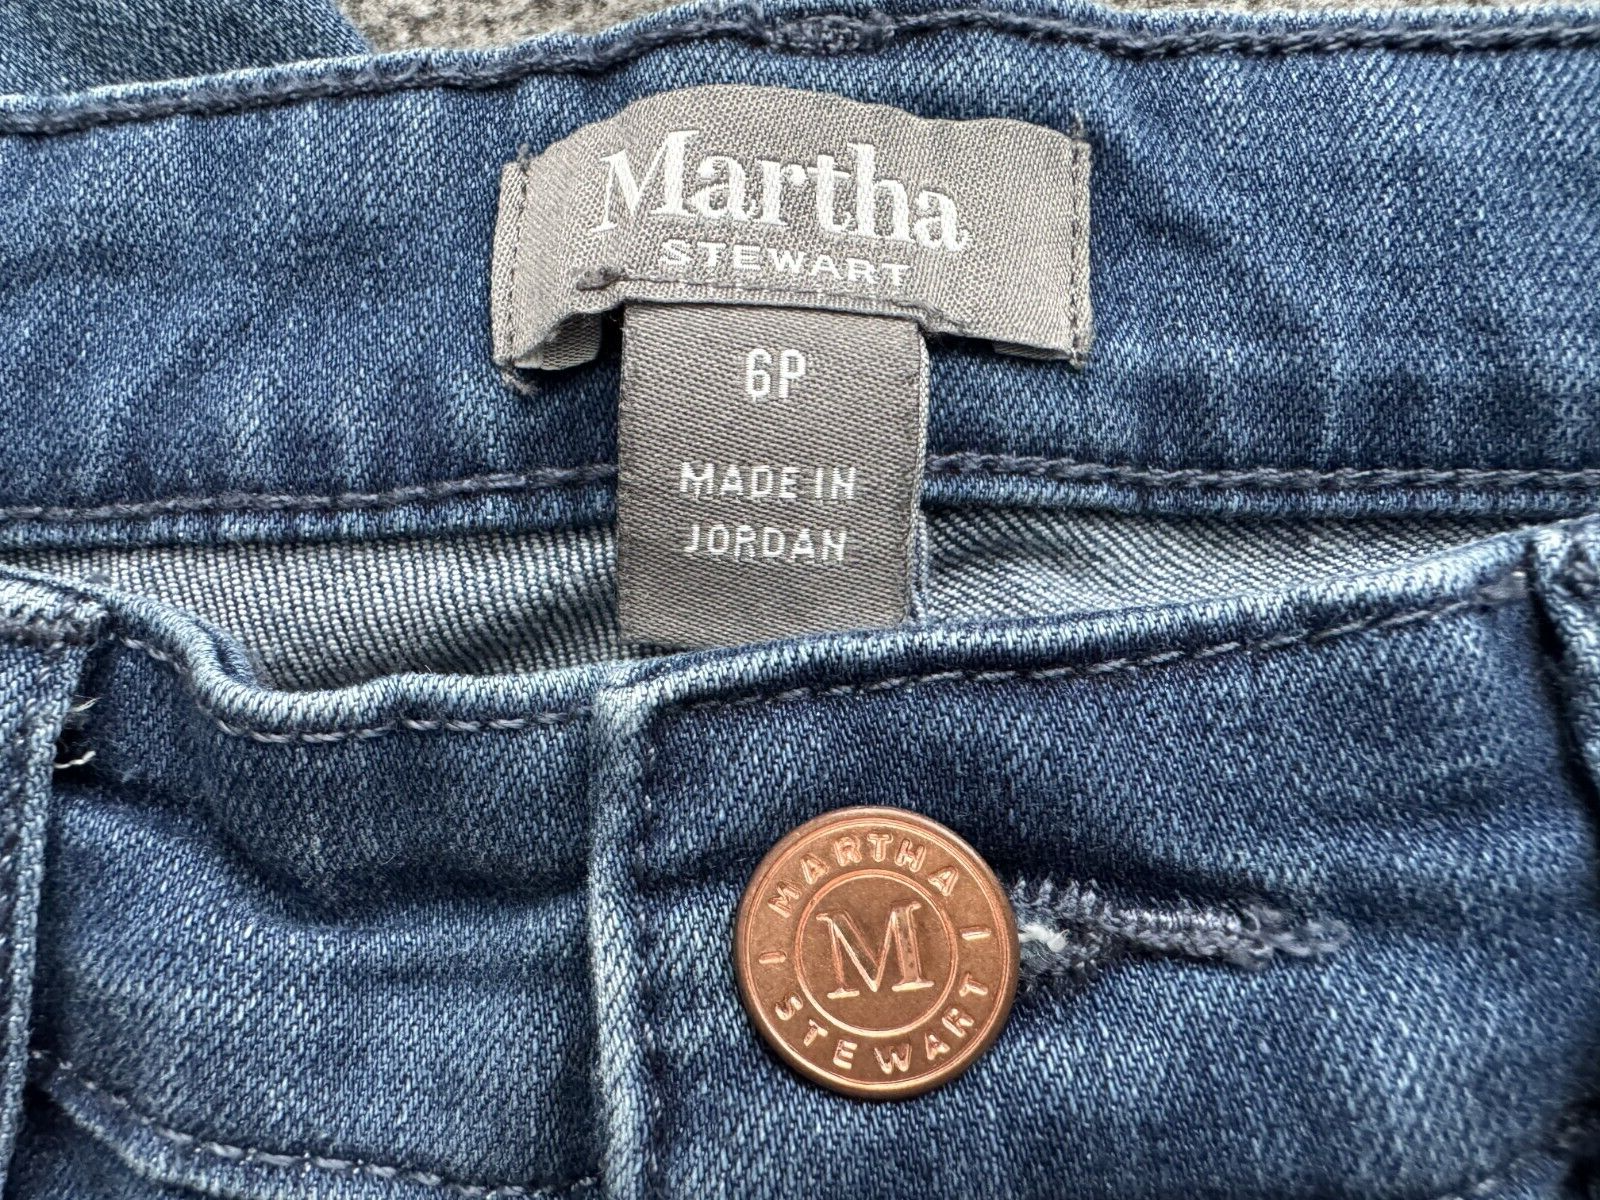 Martha
STEWART
6P
MADE IN
JORDAN
| MARTHA |
STEWART
M